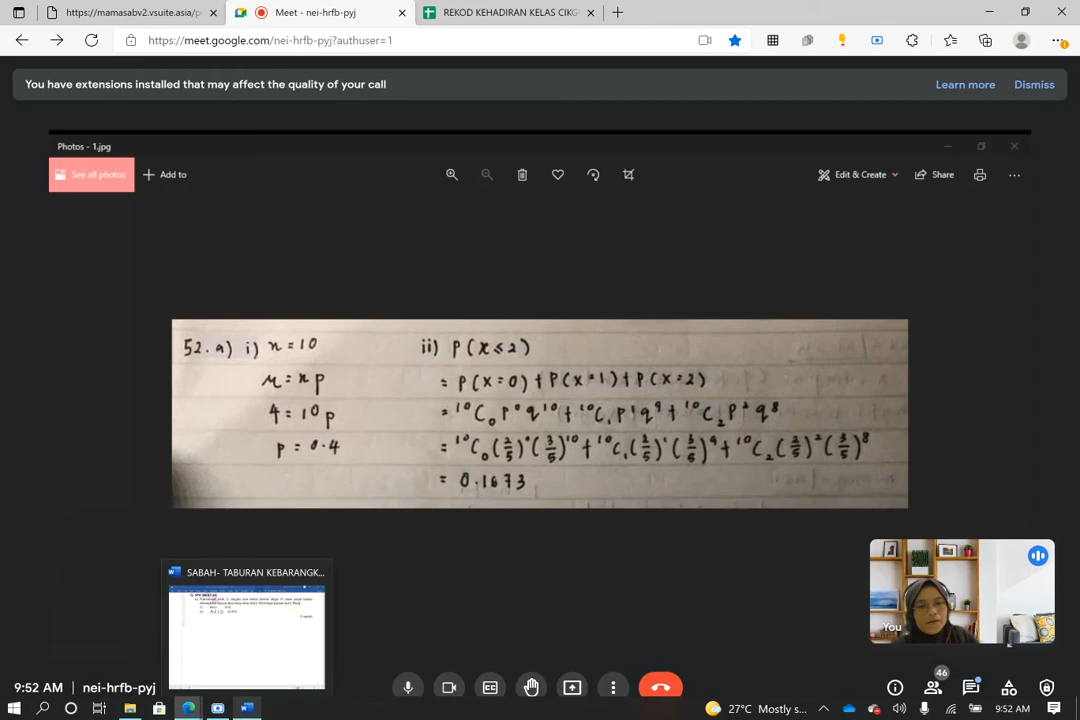 https://mamasabv2.vsuite.asia/p
Meet - nei-hrfb-pyj
REKOD KEHADIRAN KELAS CIKG
https://meet.google.com/nei-hrfb-pyj?authuser=1
You have extensions installed that may affect the quality of your call
Learn more
Dismiss
Photos - 1.jpg
See all photos
Add to
Edit & Create
Share
52. a) i) n = 10
μ = np
4 = 10p
p = 0.4
ii) P(X ≤ 2)
= P(X = 0) + P(X = 1) + P(X = 2)
= ¹⁰C₀ p⁰ q¹⁰ + ¹⁰C₁ p¹ q⁹ + ¹⁰C₂ p² q⁸
= ¹⁰C₀ (2/5)⁰ (3/5)¹⁰ + ¹⁰C₁ (2/5)¹ (3/5)⁹ + ¹⁰C₂ (2/5)² (3/5)⁸
= 0.1673
SABAH- TABURAN KEBARANGK...
You
9:52 AM
nei-hrfb-pyj
46
27°C Mostly s...
9:52 AM